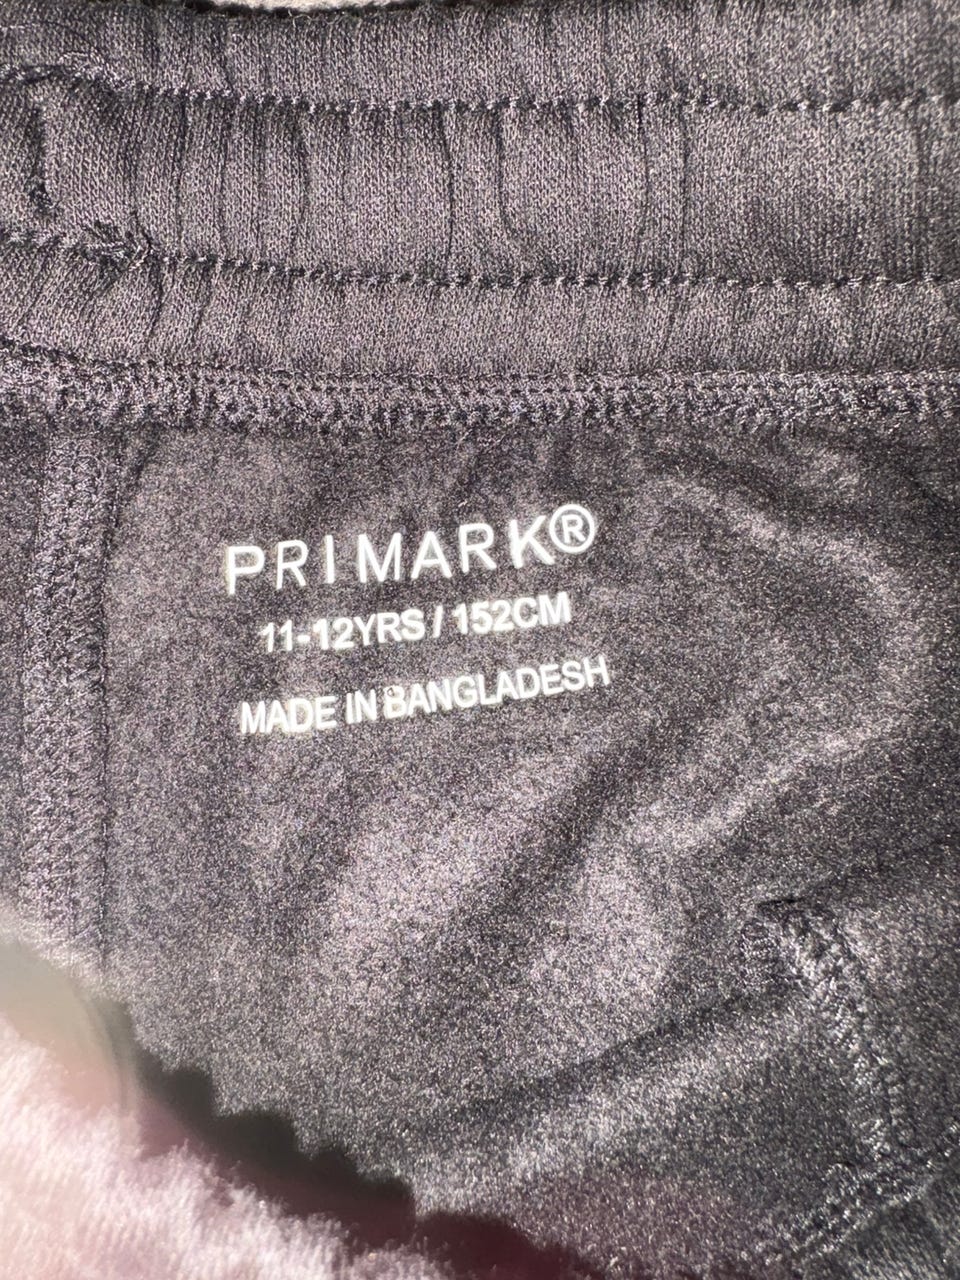 PRIMARK®
11-12YRS / 152CM
MADE IN BANGLADESH